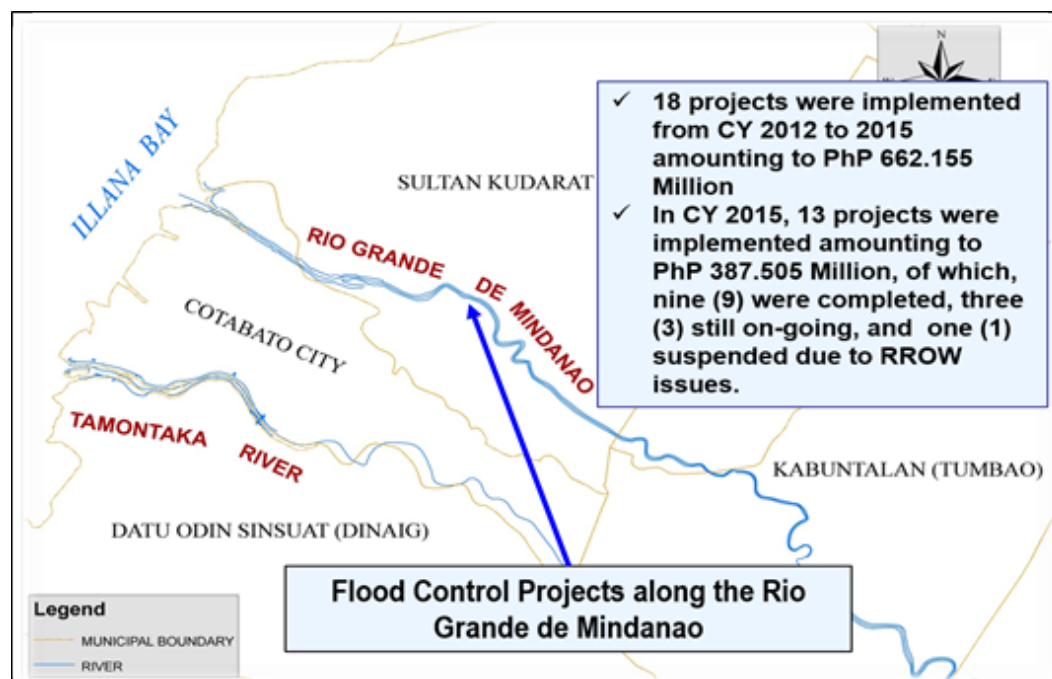 N
✓ 18 projects were implemented
from CY 2012 to 2015
amounting to PhP 662.155
Million
✓ In CY 2015, 13 projects were
implemented amounting to
PhP 387.505 Million, of which,
nine (9) were completed, three
(3) still on-going, and one (1)
suspended due to RROW
issues.
ILLANA BAY
SULTAN KUDARAT
RIO GRANDE DE MINDANAO
COTABATO CITY
TAMONTAKA RIVER
KABUNTALAN (TUMBAO)
DATU ODIN SINSUAT (DINAIG)
Flood Control Projects along the Rio
Grande de Mindanao
Legend
MUNICIPAL BOUNDARY
RIVER